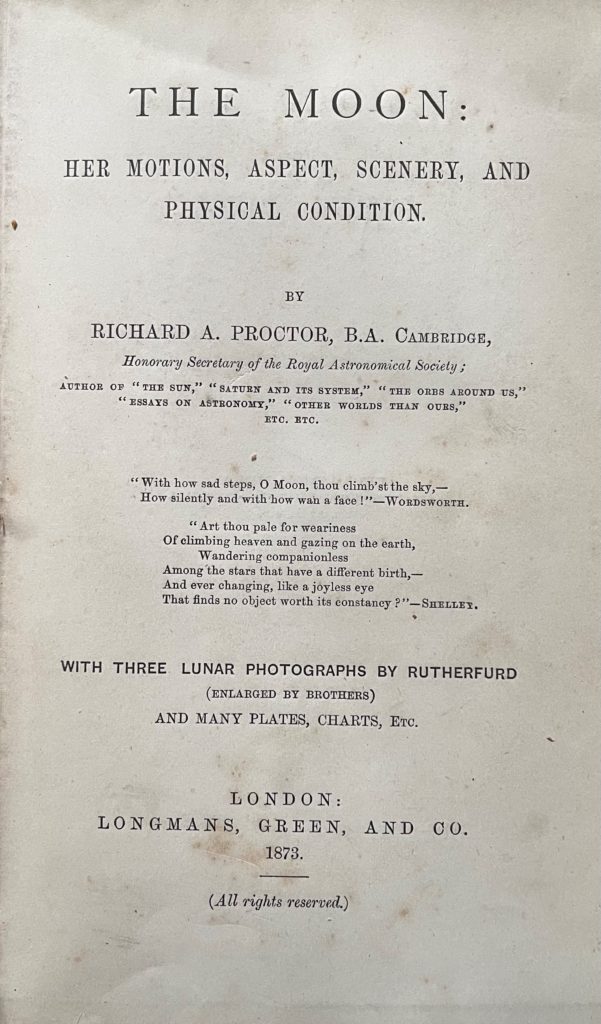 THE MOON:
HER MOTIONS, ASPECT, SCENERY, AND
PHYSICAL CONDITION.
BY
RICHARD A. PROCTOR, B.A. CAMBRIDGE,
Honorary Secretary of the Royal Astronomical Society;
AUTHOR OF "THE SUN," "SATURN AND ITS SYSTEM," "THE ORBS AROUND US,"
"ESSAYS ON ASTRONOMY," "OTHER WORLDS THAN OURS,"
ETC. ETC.
"With how sad steps, O Moon, thou climb'st the sky,—
How silently and with how wan a face!"—WORDSWORTH.
"Art thou pale for weariness
Of climbing heaven and gazing on the earth,
Wandering companionless
Among the stars that have a different birth,—
And ever changing, like a joyless eye
That finds no object worth its constancy?"—SHELLEY.
WITH THREE LUNAR PHOTOGRAPHS BY RUTHERFURD
(ENLARGED BY BROTHERS)
AND MANY PLATES, CHARTS, ETC.
LONDON:
LONGMANS, GREEN, AND CO.
1873.
(All rights reserved.)